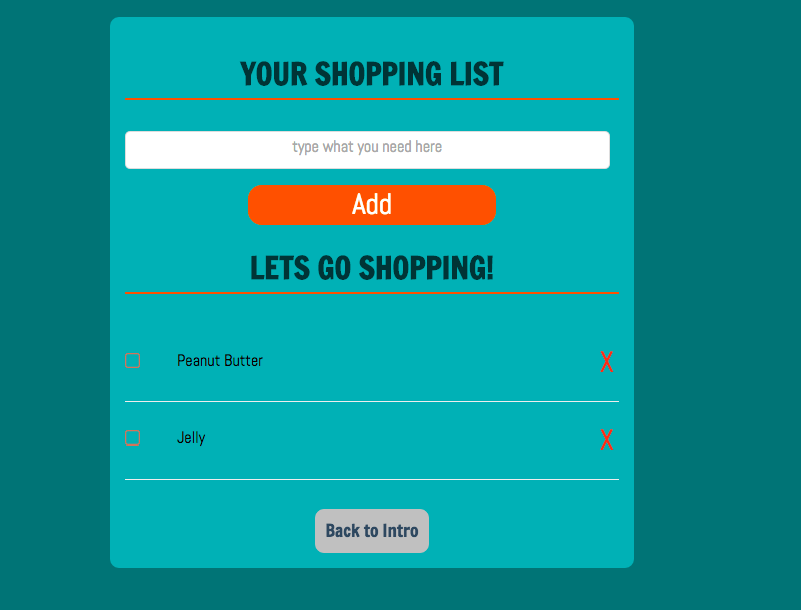 YOUR SHOPPING LIST
type what you need here
Add
LETS GO SHOPPING!
Peanut Butter X
Jelly X
Back to Intro